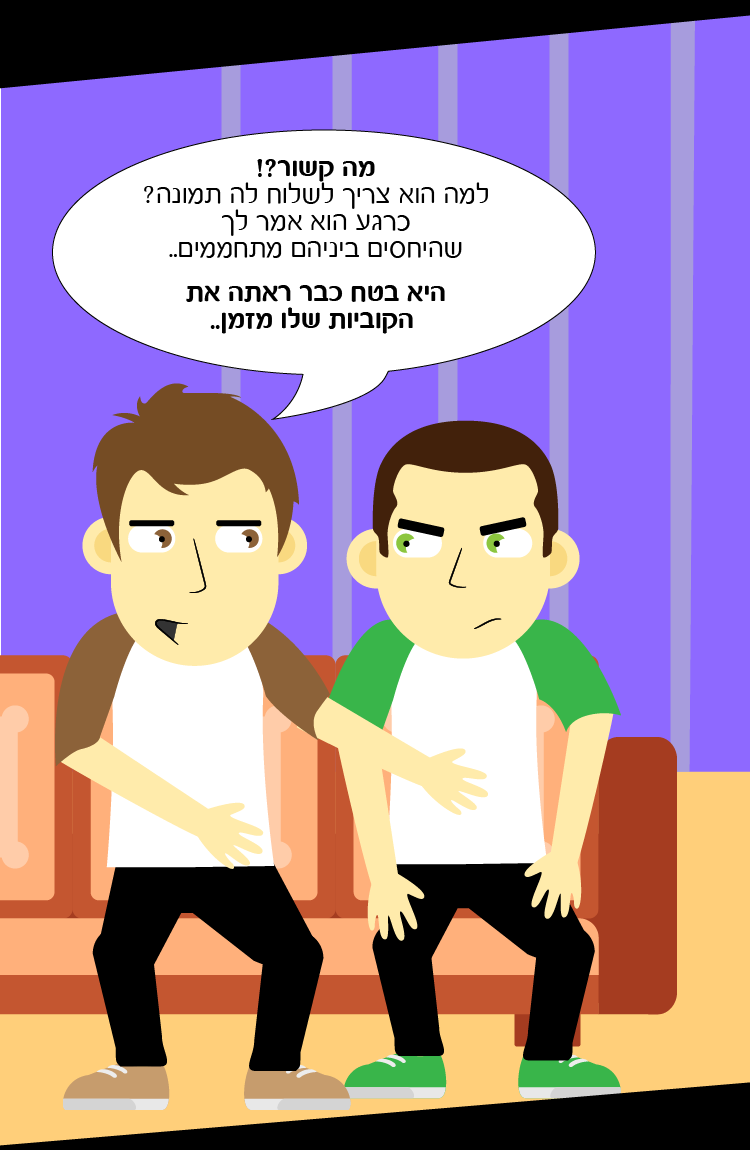 מה קשור?!
למה הוא צריך לשלוח לה תמונה?
כרגע הוא אמר לך
שהיחסים ביניהם מתחממים..
היא בטח כבר ראתה את
הקוביות שלו מזמן..